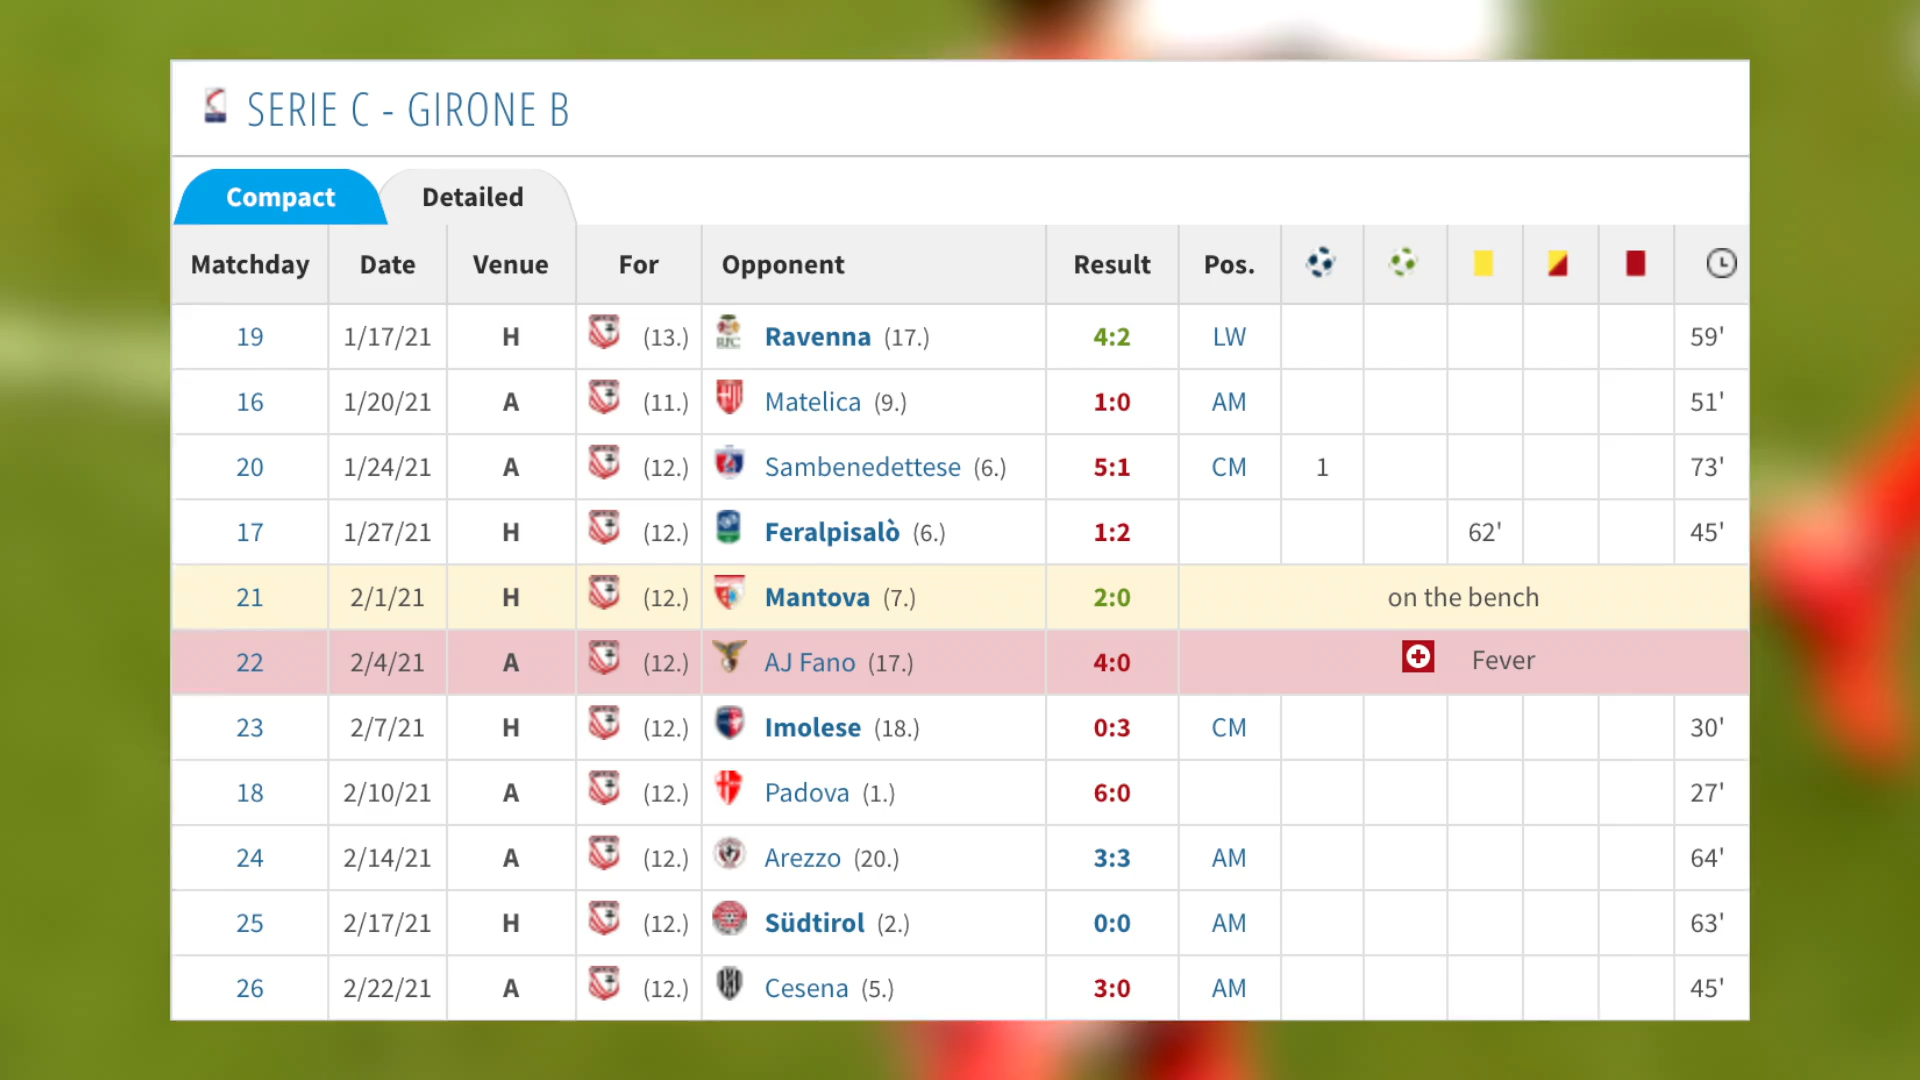 SERIE C - GIRONE B
Compact Detailed
Matchday Date Venue For Opponent Result Pos.
19 1/17/21 H (13.) Ravenna (17.) 4:2 LW 59'
16 1/20/21 A (11.) Matelica (9.) 1:0 AM 51'
20 1/24/21 A (12.) Sambenedettese (6.) 5:1 CM 1 73'
17 1/27/21 H (12.) Feralpisalò (6.) 1:2 62' 45'
21 2/1/21 H (12.) Mantova (7.) 2:0 on the bench
22 2/4/21 A (12.) AJ Fano (17.) 4:0 Fever
23 2/7/21 H (12.) Imolese (18.) 0:3 CM 30'
18 2/10/21 A (12.) Padova (1.) 6:0 27'
24 2/14/21 A (12.) Arezzo (20.) 3:3 AM 64'
25 2/17/21 H (12.) Südtirol (2.) 0:0 AM 63'
26 2/22/21 A (12.) Cesena (5.) 3:0 AM 45'